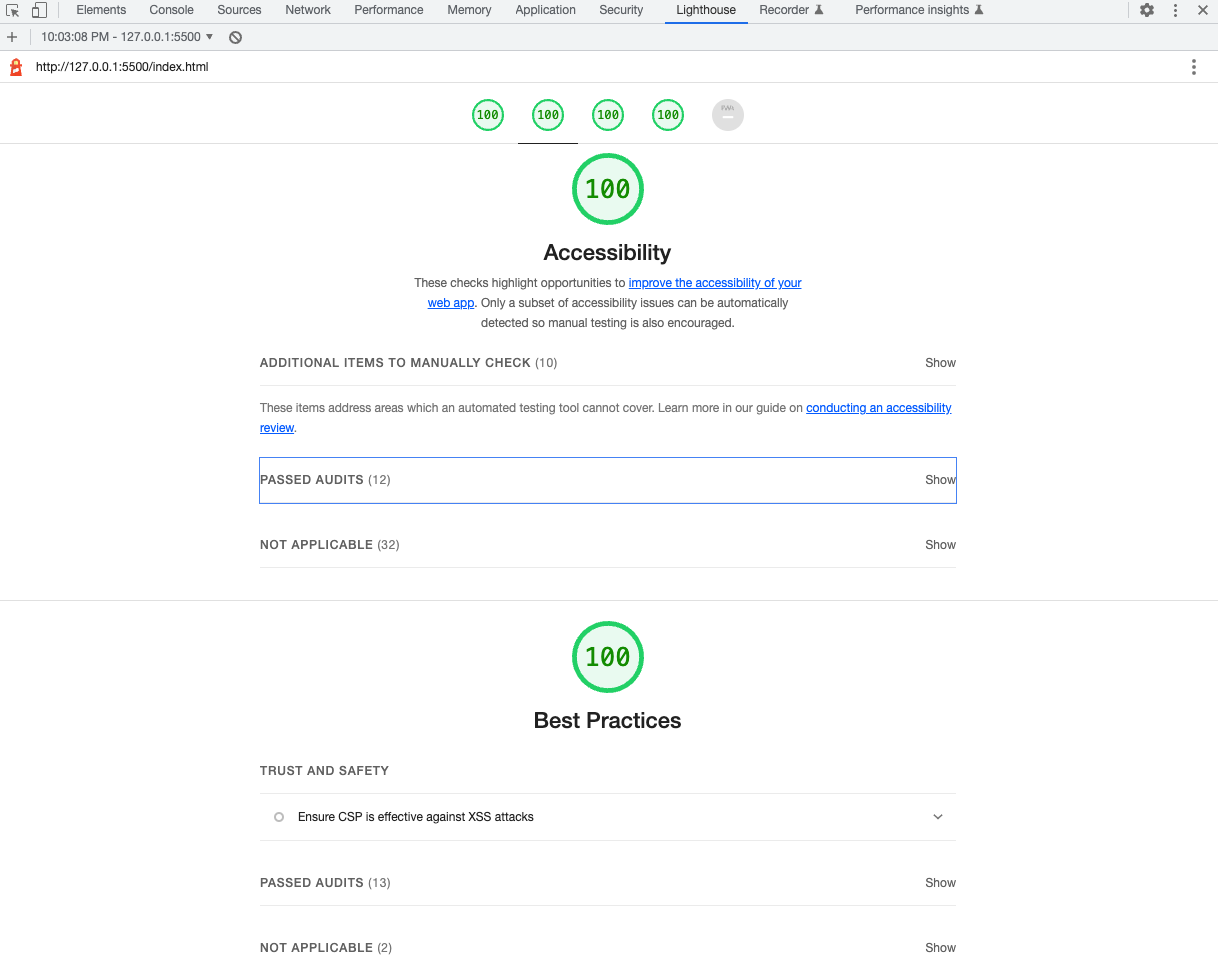 Elements Console Sources Network Performance Memory Application Security Lighthouse Recorder Performance insights
10:03:08 PM - 127.0.0.1:5500
http://127.0.0.1:5500/index.html
100 100 100 100 PWA
100
Accessibility
These checks highlight opportunities to improve the accessibility of your
web app. Only a subset of accessibility issues can be automatically
detected so manual testing is also encouraged.
ADDITIONAL ITEMS TO MANUALLY CHECK (10) Show
These items address areas which an automated testing tool cannot cover. Learn more in our guide on conducting an accessibility
review.
PASSED AUDITS (12) Show
NOT APPLICABLE (32) Show
100
Best Practices
TRUST AND SAFETY
Ensure CSP is effective against XSS attacks
PASSED AUDITS (13) Show
NOT APPLICABLE (2) Show